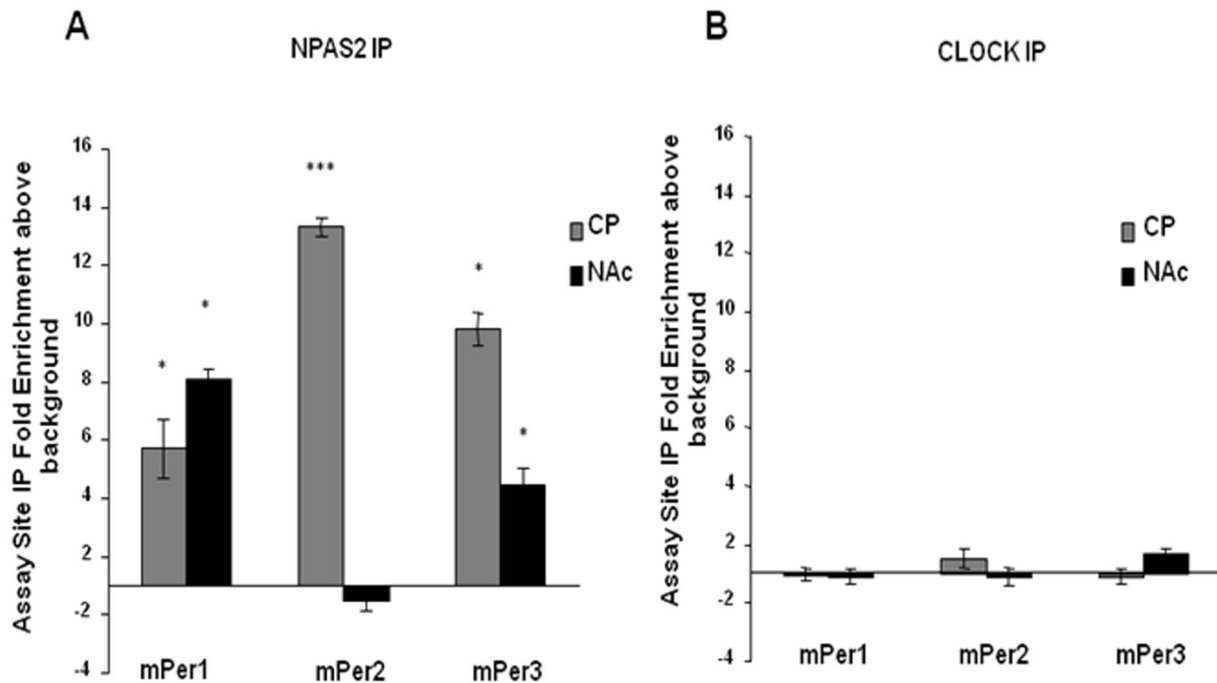 A
NPAS2 IP
Assay Site IP Fold Enrichment above
background
16
14
12
10
8
6
4
2
-2
-4
*
*
***
*
*
CP
NAc
mPer1
mPer2
mPer3
B
CLOCK IP
Assay Site IP Fold Enrichment above
background
16
14
12
10
8
6
4
2
-2
-4
CP
NAc
mPer1
mPer2
mPer3